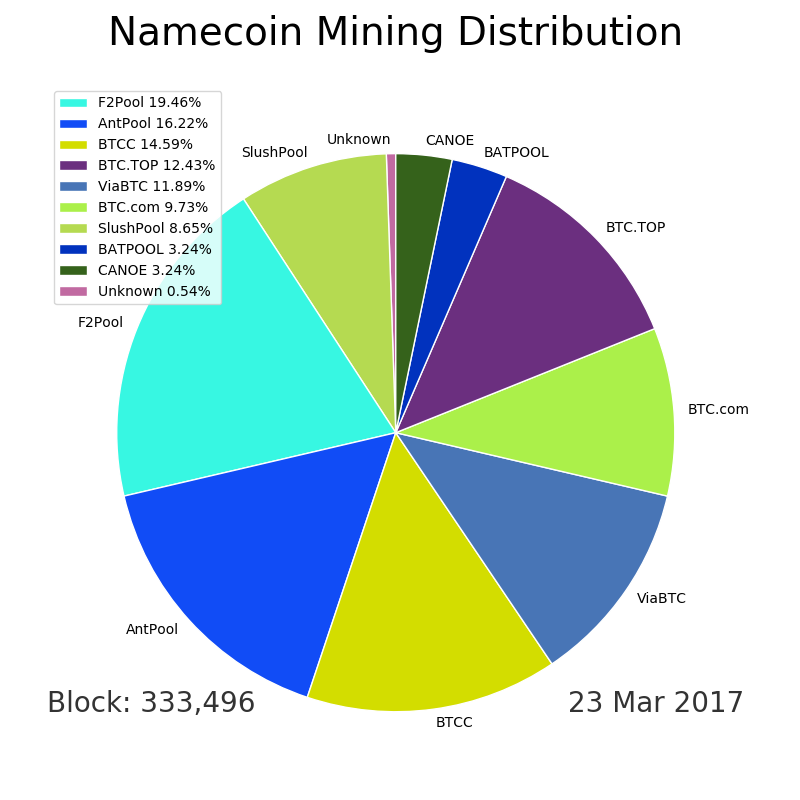 Namecoin Mining Distribution
F2Pool 19.46%
AntPool 16.22%
BTCC 14.59%
BTC.TOP 12.43%
ViaBTC 11.89%
BTC.com 9.73%
SlushPool 8.65%
BATPOOL 3.24%
CANOE 3.24%
Unknown 0.54%
Unknown
CANOE
SlushPool
BATPOOL
BTC.TOP
F2Pool
BTC.com
ViaBTC
AntPool
BTCC
Block: 333,496
23 Mar 2017